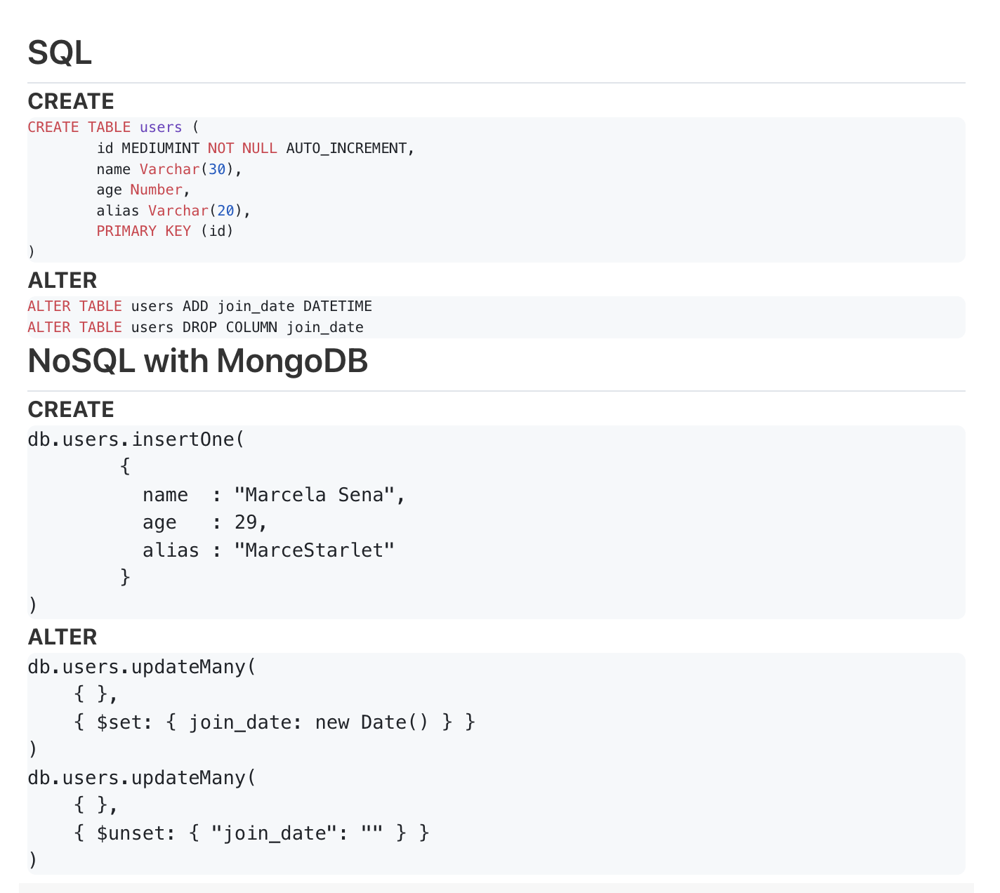 SQL
CREATE
CREATE TABLE users (
        id MEDIUMINT NOT NULL AUTO_INCREMENT,
        name Varchar(30),
        age Number,
        alias Varchar(20),
        PRIMARY KEY (id)
)
ALTER
ALTER TABLE users ADD join_date DATETIME
ALTER TABLE users DROP COLUMN join_date
NoSQL with MongoDB
CREATE
db.users.insertOne(
        {
          name  : "Marcela Sena",
          age   : 29,
          alias : "MarceStarlet"
        }
)
ALTER
db.users.updateMany(
    { },
    { $set: { join_date: new Date() } }
)
db.users.updateMany(
    { },
    { $unset: { "join_date": "" } }
)